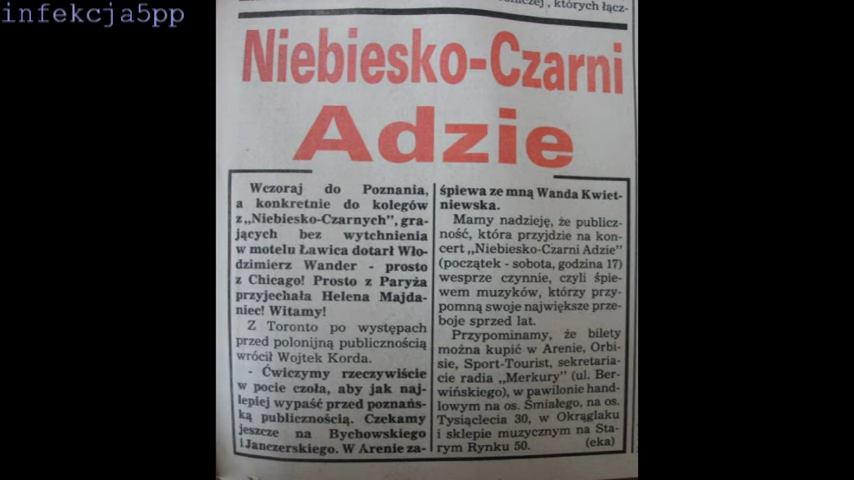 infekcja5pp
, których łącz-
Niebiesko-Czarni
Adzie
Wczoraj do Poznania,
a konkretnie do kolegów
z „Niebiesko-Czarnych", gra-
jących bez wytchnienia
w motelu Ławica dotarł Wło-
dzimierz Wander - prosto
z Chicago! Prosto z Paryża
przyjechała Helena Majda-
niec! Witamy!
Z Toronto po występach
przed polonijną publicznością
wrócił Wojtek Korda.
- Ćwiczymy rzeczywiście
w pocie czoła, aby jak naj-
lepiej wypaść przed poznańs-
ką publicznością. Czekamy
jeszcze na Bychowskiego
i Janczerskiego. W Arenie za-
śpiewa ze mną Wanda Kwiet-
niewska.
Mamy nadzieję, że publicz-
ność, która przyjdzie na kon-
cert „Niebiesko-Czarni Adzie"
(początek - sobota, godzina 17)
wesprze czynnie, czyli śpie-
wem muzyków, którzy przy-
pomną swoje największe prze-
boje sprzed lat.
Przypominamy, że bilety
można kupić w Arenie, Orbi-
sie, Sport-Tourist, sekretaria-
cie radia „Merkury" (ul. Ber-
wińskiego), w pawilonie hand-
lowym na os. Śmiałego, na os.
Tysiąclecia 30, w Okrąglaku
i sklepie muzycznym na Sta-
rym Rynku 50. (eka)